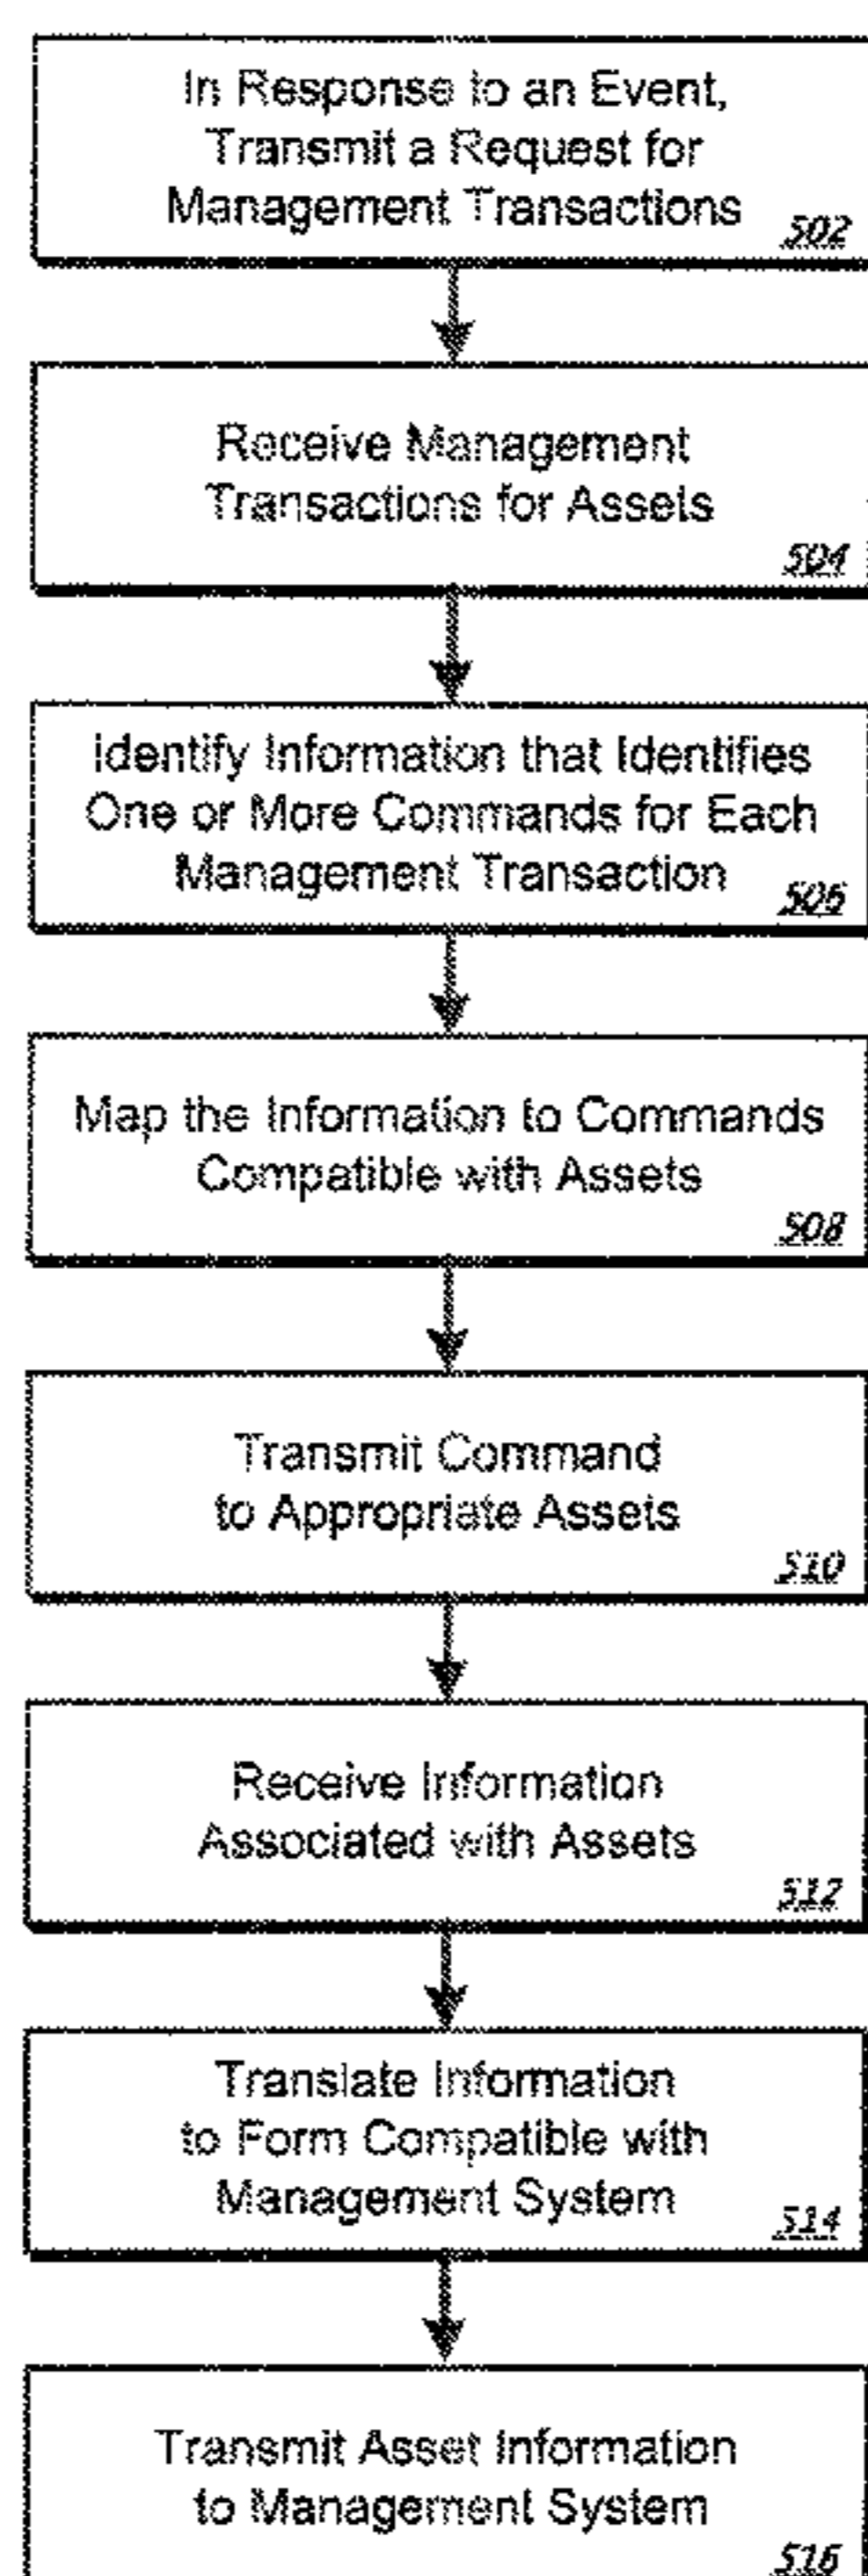 In Response to an Event,
Transmit a Request for
Management Transactions
502
Receive Management
Transactions for Assets
504
Identify Information that Identifies
One or More Commands for Each
Management Transaction
506
Map the Information to Commands
Compatible with Assets
508
Transmit Command
to Appropriate Assets
510
Receive Information
Associated with Assets
512
Translate Information
to Form Compatible with
Management System
514
Transmit Asset Information
to Management System
516